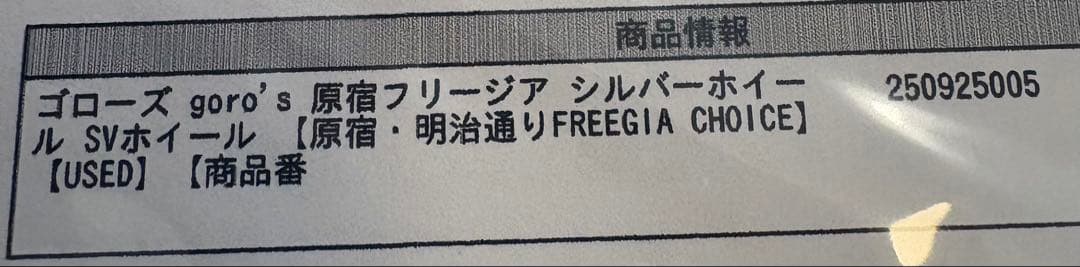 商品情報
ゴローズ goro's 原宿フリージア シルバーホイー 250925005
ル SVホイール 【原宿・明治通りFREEGIA CHOICE】
【USED】 【商品番